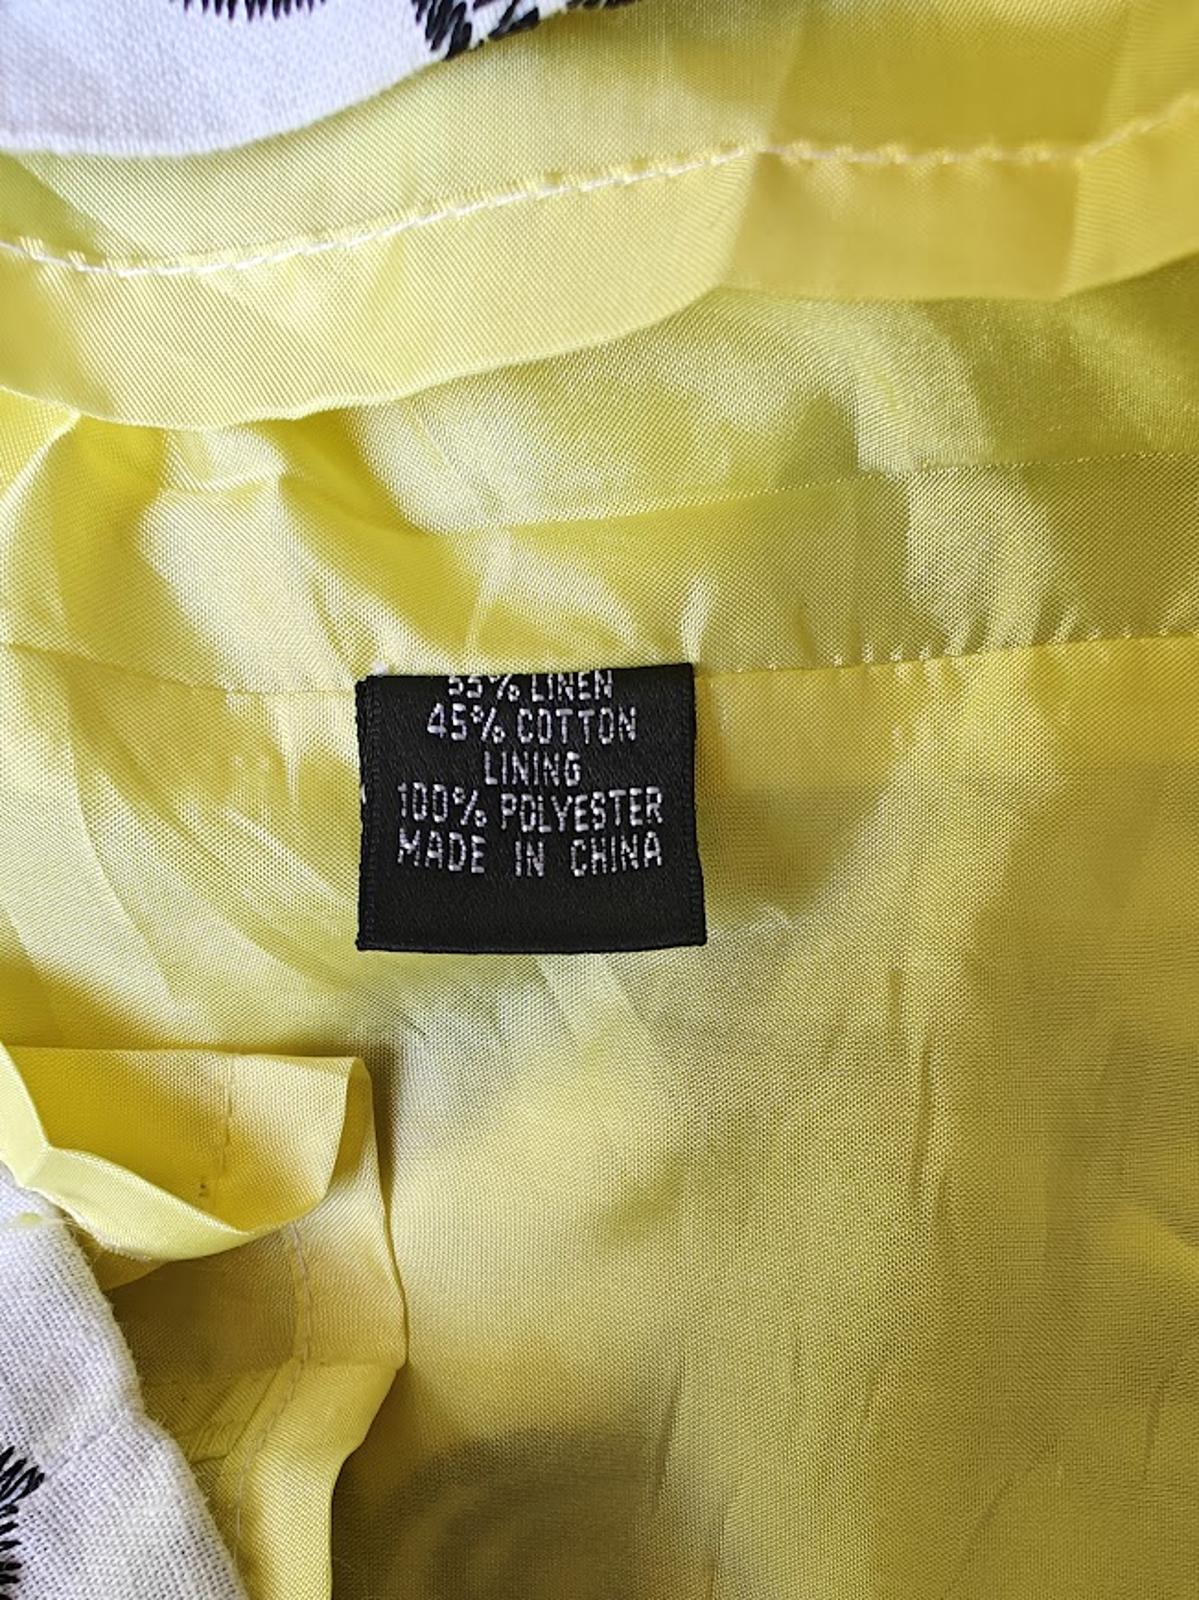 55% LINEN
45% COTTON
LINING
100% POLYESTER
MADE IN CHINA